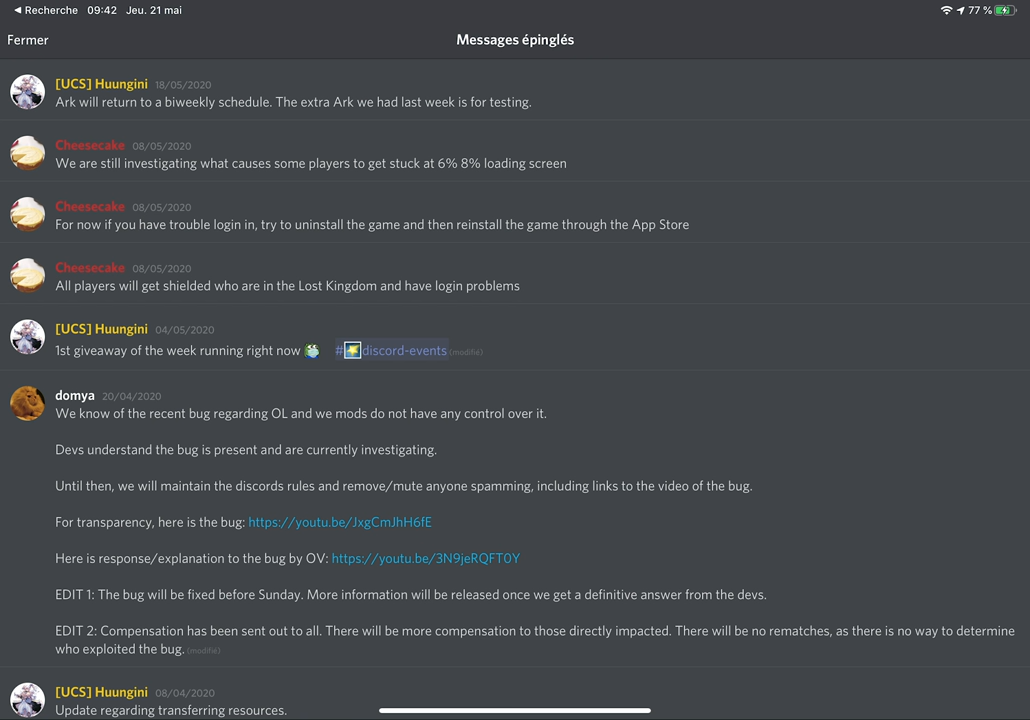 ◀ Recherche 09:42 Jeu. 21 mai 77 %
Fermer Messages épinglés
[UCS] Huungini 18/05/2020
Ark will return to a biweekly schedule. The extra Ark we had last week is for testing.
Cheesecake 08/05/2020
We are still investigating what causes some players to get stuck at 6% 8% loading screen
Cheesecake 08/05/2020
For now if you have trouble login in, try to uninstall the game and then reinstall the game through the App Store
Cheesecake 08/05/2020
All players will get shielded who are in the Lost Kingdom and have login problems
[UCS] Huungini 04/05/2020
1st giveaway of the week running right now #discord-events (modifié)
domya 20/04/2020
We know of the recent bug regarding OL and we mods do not have any control over it.
Devs understand the bug is present and are currently investigating.
Until then, we will maintain the discords rules and remove/mute anyone spamming, including links to the video of the bug.
For transparency, here is the bug: https://youtu.be/JxgCmJhH6fE
Here is response/explanation to the bug by OV: https://youtu.be/3N9jeRQFT0Y
EDIT 1: The bug will be fixed before Sunday. More information will be released once we get a definitive answer from the devs.
EDIT 2: Compensation has been sent out to all. There will be more compensation to those directly impacted. There will be no rematches, as there is no way to determine
who exploited the bug. (modifié)
[UCS] Huungini 08/04/2020
Update regarding transferring resources.